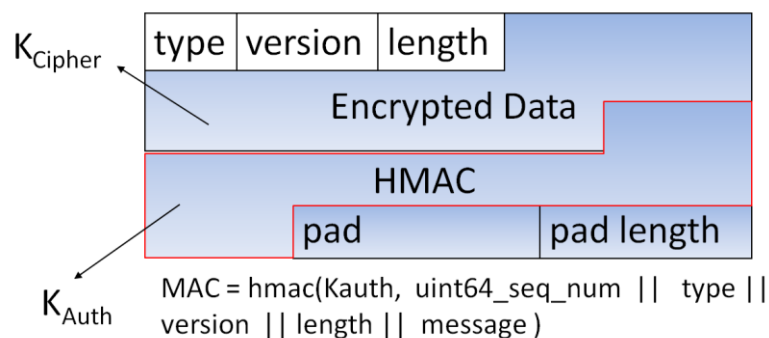 type version length
K_Cipher
Encrypted Data
HMAC
pad pad length
K_Auth
MAC = hmac(Kauth, uint64_seq_num || type ||
version || length || message )